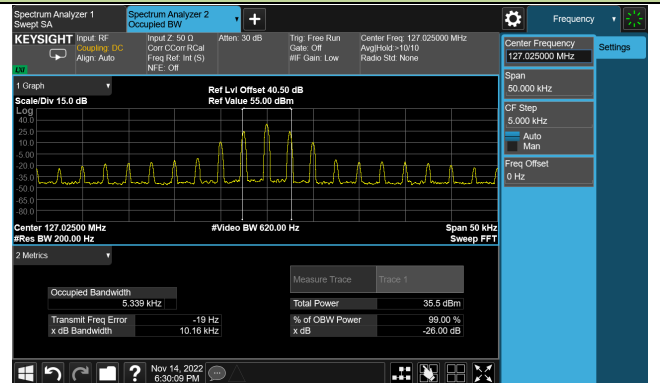 Spectrum Analyzer 1
Swept SA
Spectrum Analyzer 2
Occupied BW
Frequency
KEYSIGHT
Input: RF
Coupling: DC
Align: Auto
Input Z: 50 Ω
Corr CCorr RCal
Freq Ref: Int (S)
NFE: Off
Atten: 30 dB
Trig: Free Run
Gate: Off
#IF Gain: Low
Center Freq: 127.025000 MHz
Avg|Hold:>10/10
Radio Std: None
LXI
Center Frequency
127.025000 MHz
Settings
Span
50.000 kHz
CF Step
5.000 kHz
Auto
Man
Freq Offset
0 Hz
1 Graph
Scale/Div 15.0 dB
Ref Lvl Offset 40.50 dB
Ref Value 55.00 dBm
Log
40.0
25.0
10.0
-5.00
-20.0
-35.0
-50.0
-65.0
-80.0
Center 127.02500 MHz
#Res BW 200.00 Hz
#Video BW 620.00 Hz
Span 50 kHz
Sweep FFT
2 Metrics
Measure Trace Trace 1
Occupied Bandwidth
5.339 kHz
Total Power 35.5 dBm
Transmit Freq Error -19 Hz
% of OBW Power 99.00 %
x dB Bandwidth 10.16 kHz
x dB -26.00 dB
?
Nov 14, 2022
6:30:09 PM